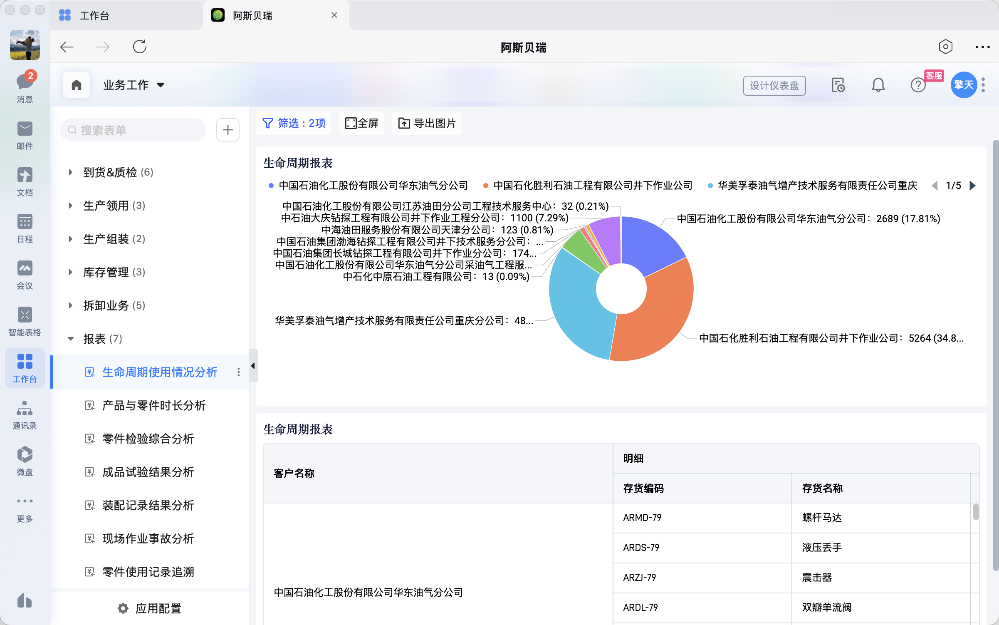 工作台
阿斯贝瑞
阿斯贝瑞
2
消息
邮件
文档
日程
会议
智能表格
工作台
通讯录
微盘
更多
业务工作
设计仪表盘
客服
擎天
搜索表单
到货&质检 (6)
生产领用 (3)
生产组装 (2)
库存管理 (3)
拆卸业务 (5)
报表 (7)
生命周期使用情况分析
产品与零件时长分析
零件检验综合分析
成品试验结果分析
装配记录结果分析
现场作业事故分析
零件使用记录追溯
应用配置
筛选：2项
全屏
导出图片
生命周期报表
中国石油化工股份有限公司华东油气分公司
中国石化胜利石油工程有限公司井下作业公司
华美孚泰油气增产技术服务有限责任公司重庆
1/5
中国石油化工股份有限公司江苏油田分公司工程技术服务中心：32 (0.21%)
中石油大庆钻探工程有限公司井下作业工程分公司：1100 (7.29%)
中海油田服务股份有限公司天津分公司：123 (0.81%)
中国石油集团渤海钻探工程有限公司井下技术服务分公司：...
中国石油集团长城钻探工程有限公司井下作业分公司：174...
中国石油化工股份有限公司华东油气分公司采油气工程服...
中石化中原石油工程有限公司：13 (0.09%)
华美孚泰油气增产技术服务有限责任公司重庆分公司：48...
中国石油化工股份有限公司华东油气分公司：2689 (17.81%)
中国石化胜利石油工程有限公司井下作业公司：5264 (34.8...
生命周期报表
客户名称
明细
存货编码
存货名称
中国石油化工股份有限公司华东油气分公司
ARMD-79
螺杆马达
ARDS-79
液压丢手
ARZJ-79
震击器
ARDL-79
双瓣单流阀